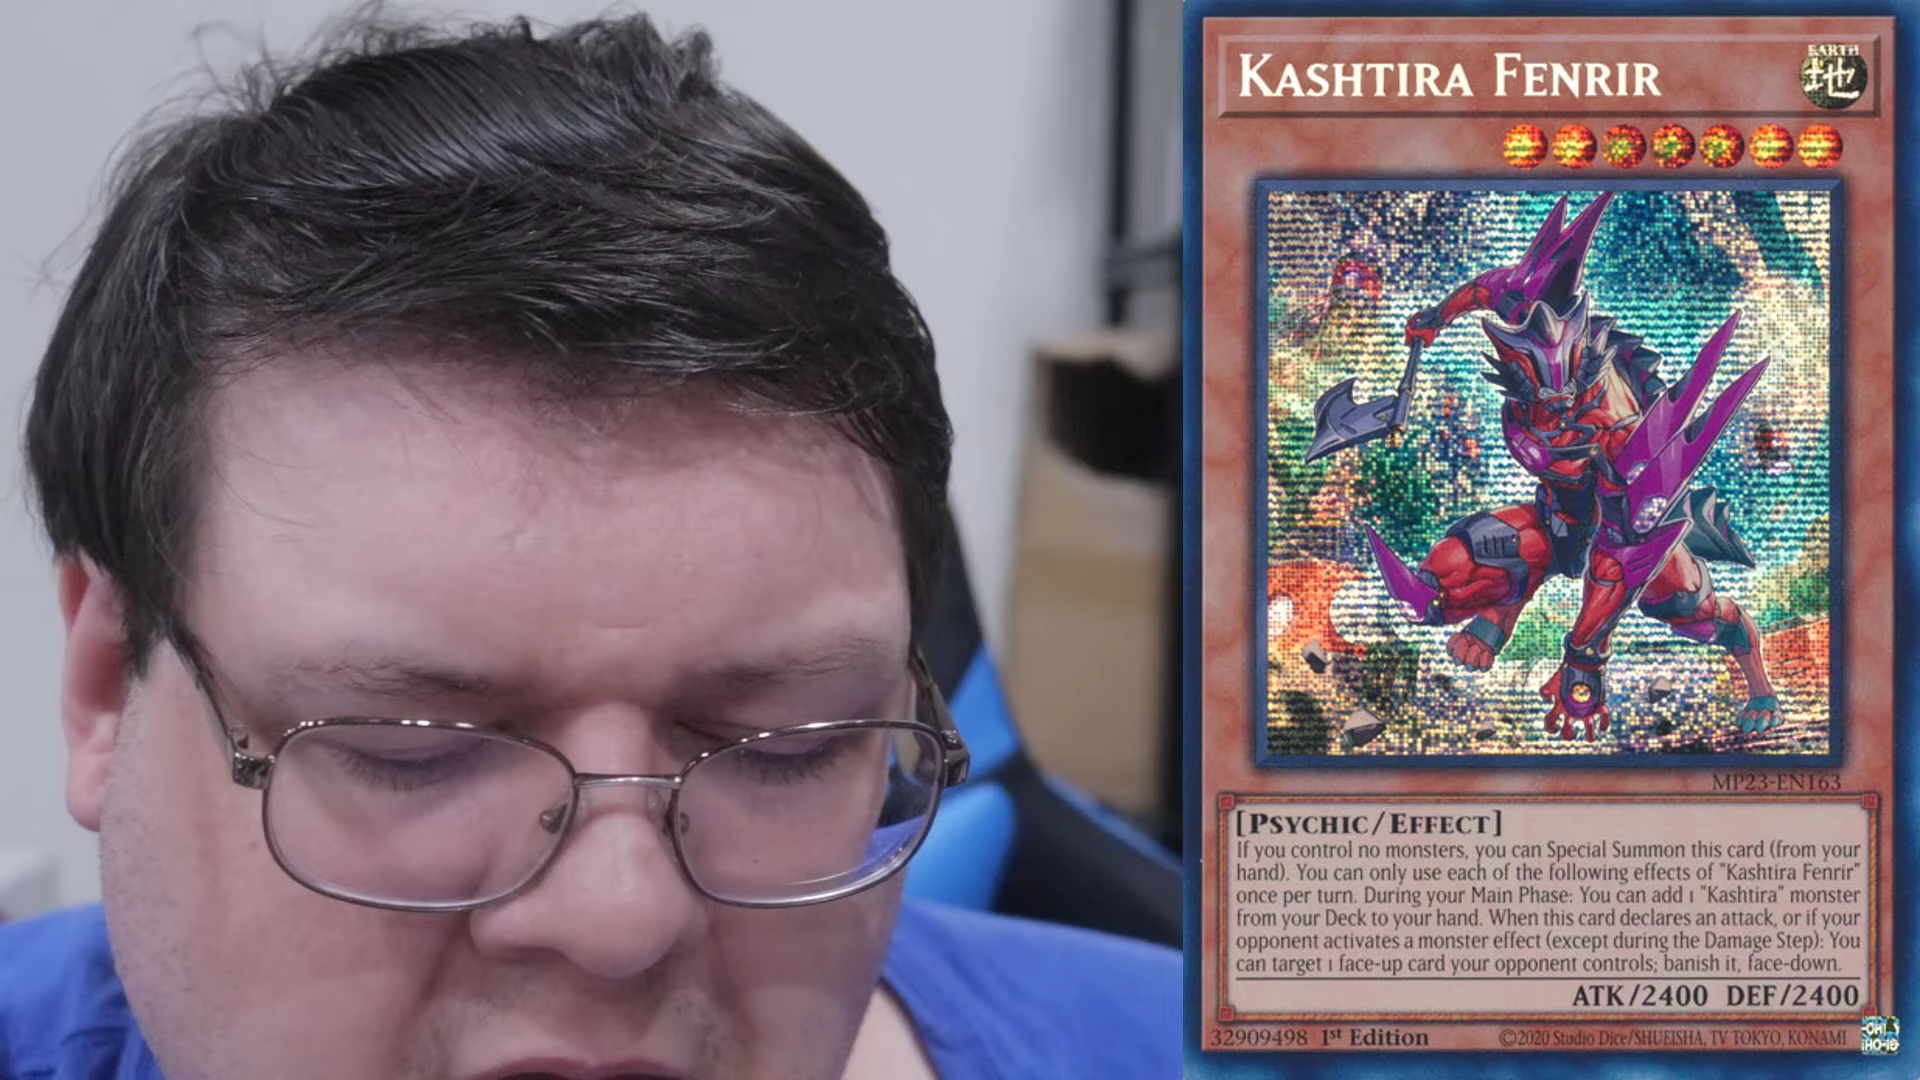 KASHTIRA FENRIR
EARTH
地
MP23-EN163
[PSYCHIC/EFFECT]
If you control no monsters, you can Special Summon this card (from your
hand). You can only use each of the following effects of "Kashtira Fenrir"
once per turn. During your Main Phase: You can add 1 "Kashtira" monster
from your Deck to your hand. When this card declares an attack, or if your
opponent activates a monster effect (except during the Damage Step): You
can target 1 face-up card your opponent controls; banish it, face-down.
ATK/2400 DEF/2400
32909498 1st Edition
©2020 Studio Dice/SHUEISHA, TV TOKYO, KONAMI